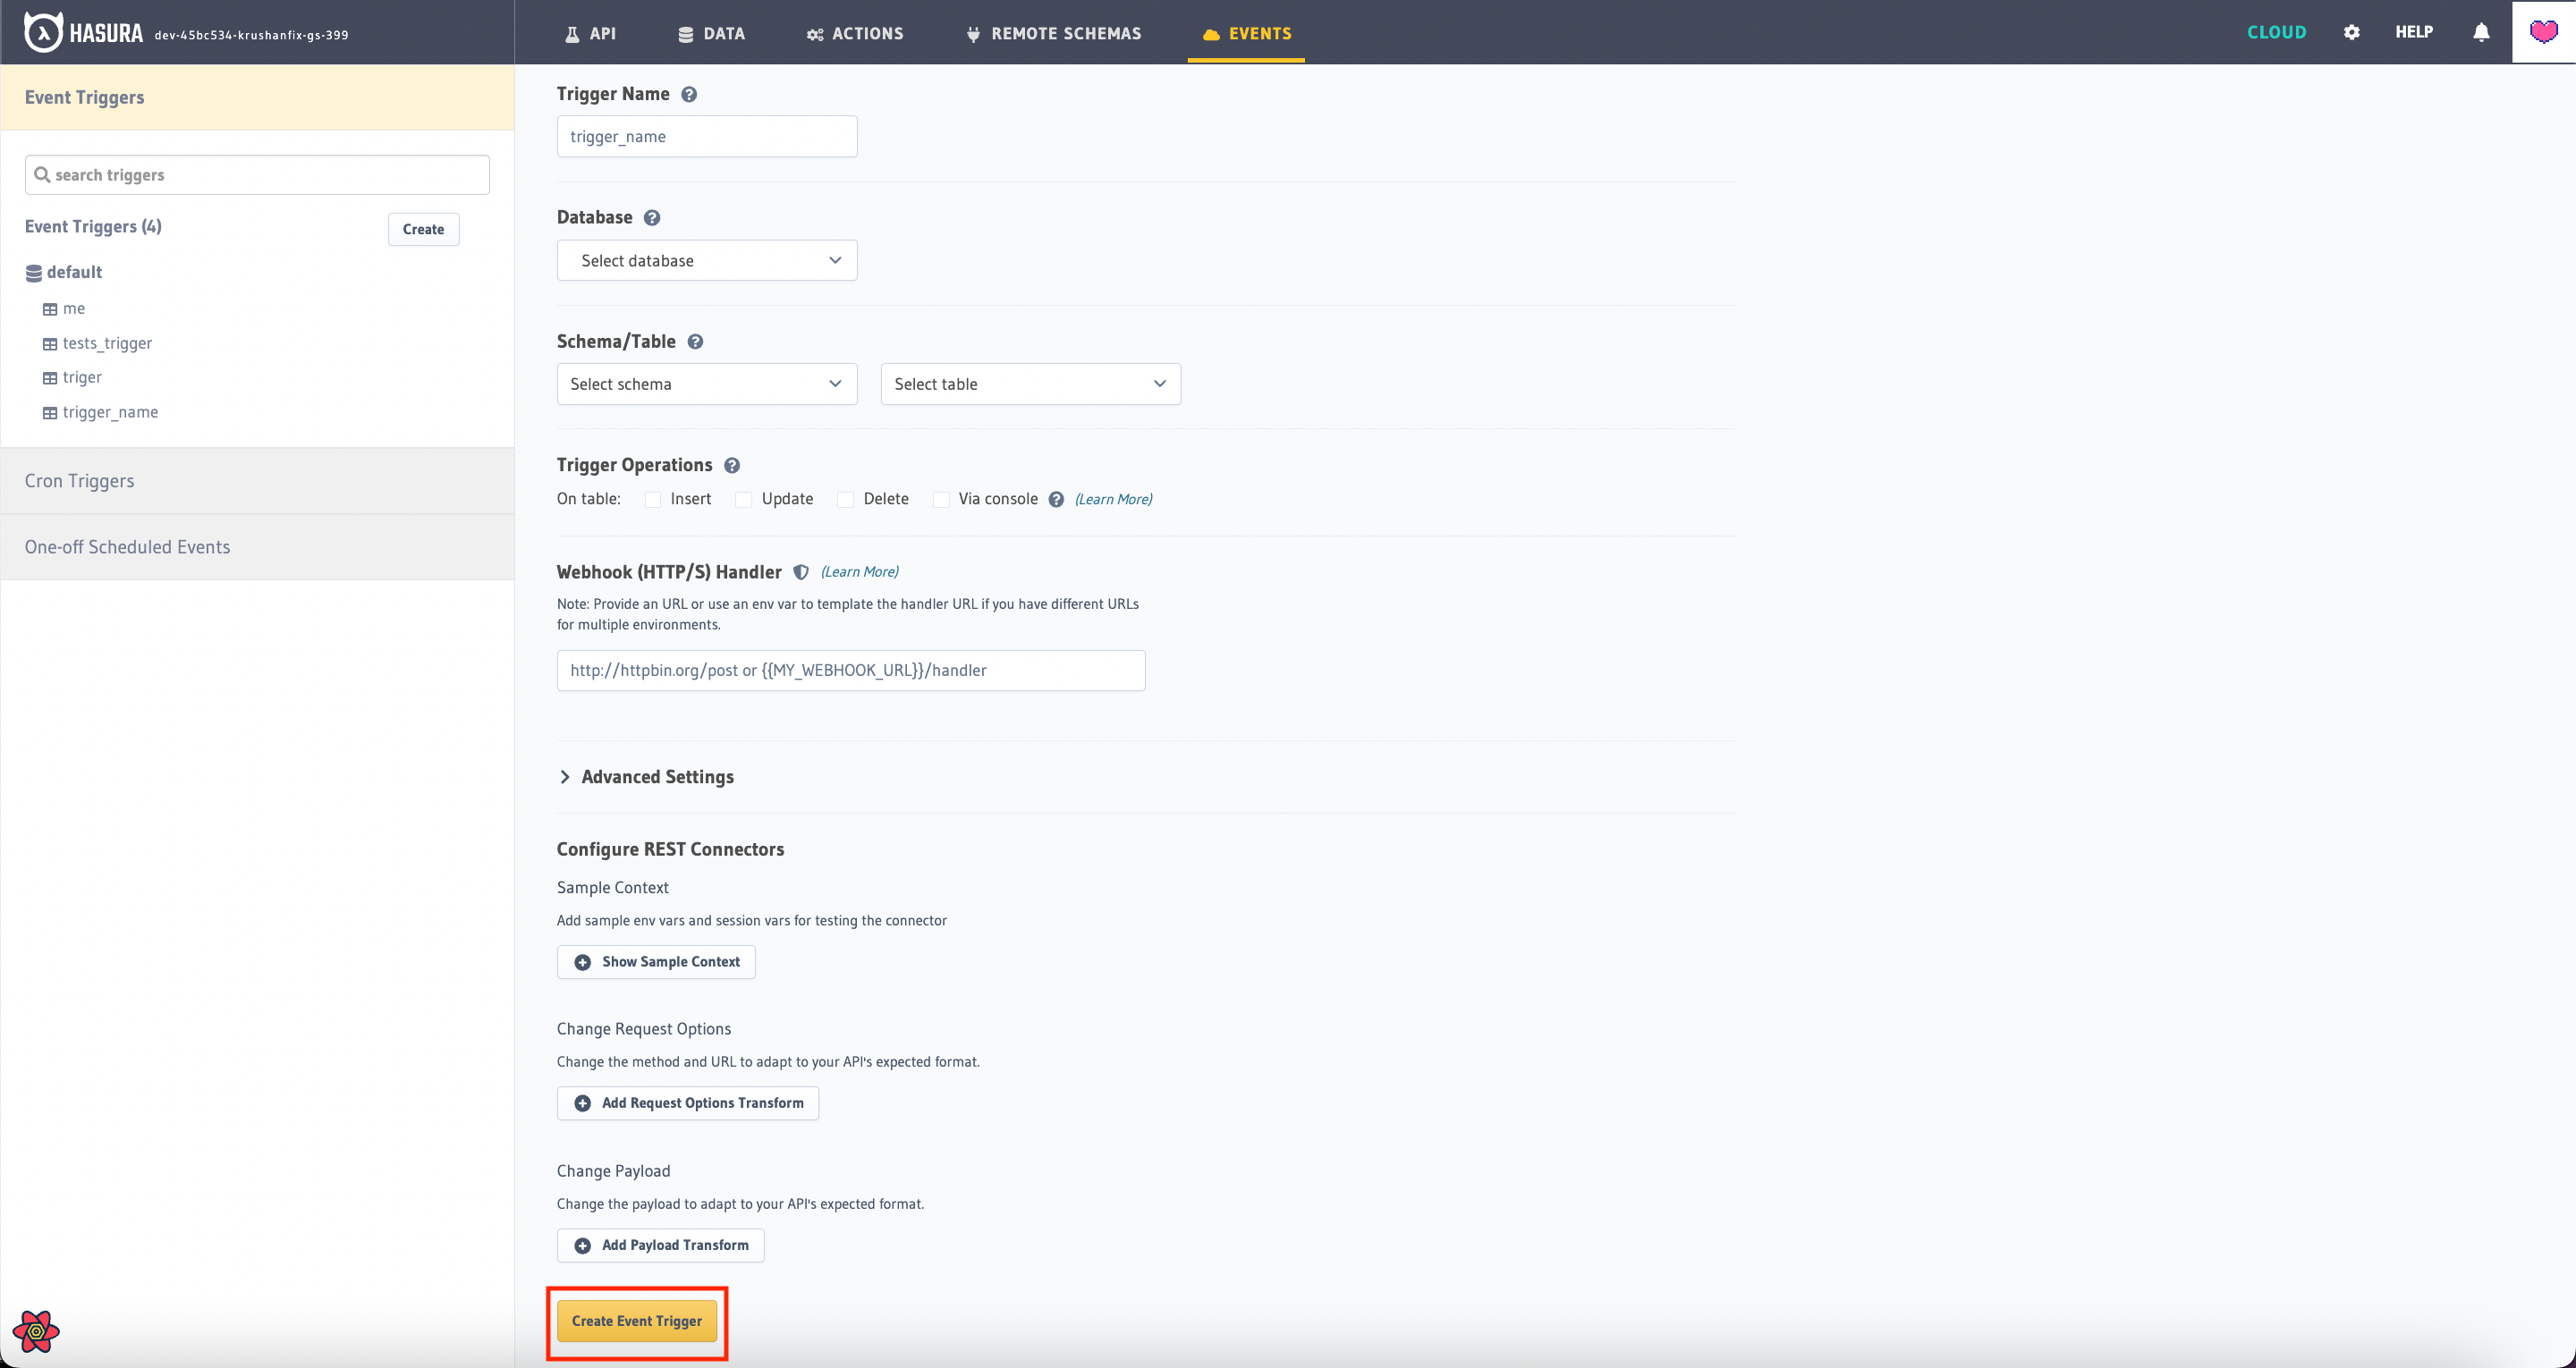 HASURA dev-45bc534-krushanfix-gs-399
API DATA ACTIONS REMOTE SCHEMAS EVENTS
CLOUD HELP
Event Triggers
search triggers
Event Triggers (4) Create
default
me
tests_trigger
triger
trigger_name
Cron Triggers
One-off Scheduled Events
Trigger Name
trigger_name
Database
Select database
Schema/Table
Select schema Select table
Trigger Operations
On table: Insert Update Delete Via console (Learn More)
Webhook (HTTP/S) Handler (Learn More)
Note: Provide an URL or use an env var to template the handler URL if you have different URLs
for multiple environments.
http://httpbin.org/post or {{MY_WEBHOOK_URL}}/handler
Advanced Settings
Configure REST Connectors
Sample Context
Add sample env vars and session vars for testing the connector
Show Sample Context
Change Request Options
Change the method and URL to adapt to your API's expected format.
Add Request Options Transform
Change Payload
Change the payload to adapt to your API's expected format.
Add Payload Transform
Create Event Trigger